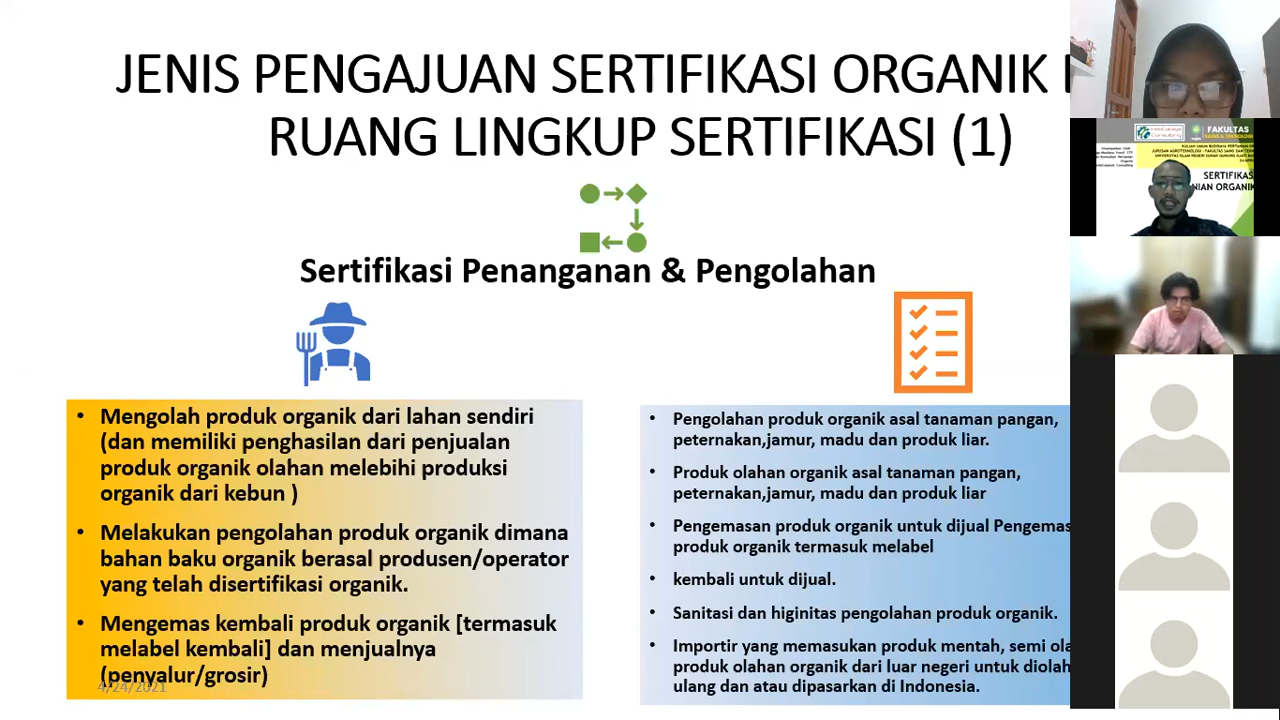 JENIS PENGAJUAN SERTIFIKASI ORGANIK
RUANG LINGKUP SERTIFIKASI (1)
Sertifikasi Penanganan & Pengolahan
• Mengolah produk organik dari lahan sendiri
(dan memiliki penghasilan dari penjualan
produk organik olahan melebihi produksi
organik dari kebun )
• Melakukan pengolahan produk organik dimana
bahan baku organik berasal produsen/operator
yang telah disertifikasi organik.
• Mengemas kembali produk organik [termasuk
melabel kembali] dan menjualnya
(penyalur/grosir)
4/24/2021
• Pengolahan produk organik asal tanaman pangan,
peternakan,jamur, madu dan produk liar.
• Produk olahan organik asal tanaman pangan,
peternakan,jamur, madu dan produk liar
• Pengemasan produk organik untuk dijual Pengemas
produk organik termasuk melabel
• kembali untuk dijual.
• Sanitasi dan higinitas pengolahan produk organik.
• Importir yang memasukan produk mentah, semi ola
produk olahan organik dari luar negeri untuk diolah
ulang dan atau dipasarkan di Indonesia.
FAKULTAS
SERTIFIKAS
NIAN ORGANIK